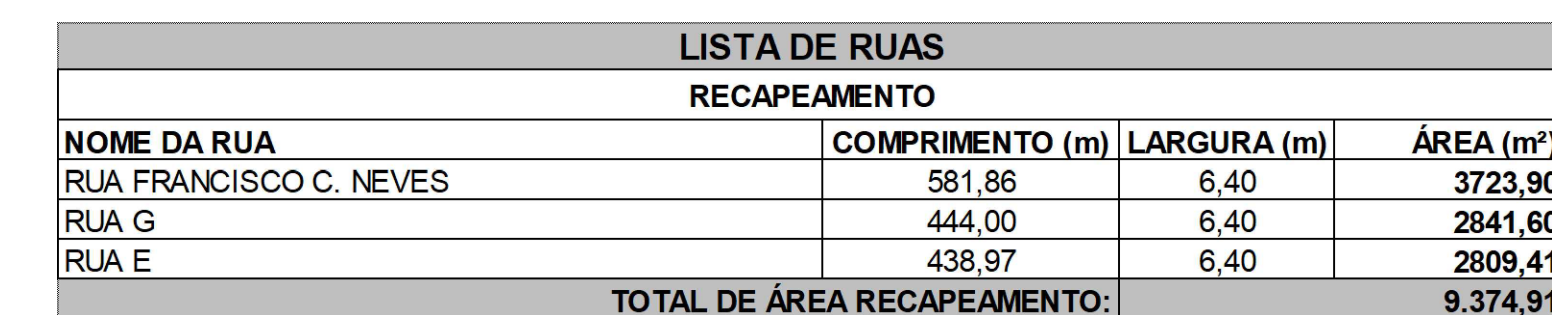 LISTA DE RUAS
RECAPEAMENTO
NOME DA RUA COMPRIMENTO (m) LARGURA (m) ÁREA (m²)
RUA FRANCISCO C. NEVES 581,86 6,40 3723,90
RUA G 444,00 6,40 2841,60
RUA E 438,97 6,40 2809,41
TOTAL DE ÁREA RECAPEAMENTO: 9.374,91